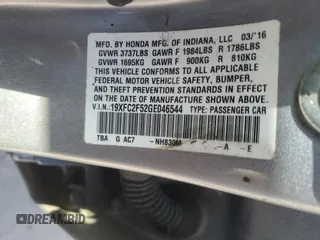 MFD. BY HONDA MFG. OF INDIANA, LLC 03/'16
GVWR 3737LBS GAWR F 1984LBS R 1786LBS
GVWR 1695KG GAWR F 900KG R 810KG
THIS VEHICLE CONFORMS TO ALL APPLICABLE
FEDERAL MOTOR VEHICLE SAFETY, BUMPER,
AND THEFT PREVENTION STANDARDS IN EFFECT
ON THE DATE OF MANUFACTURE SHOWN ABOVE.
V.I.N.:19XFC2F52GE046544 TYPE: PASSENGER CAR
TBA G AC7 -NH830M -A - E
DREAMBID